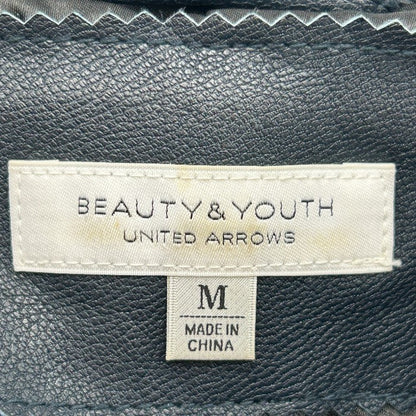 BEAUTY & YOUTH
UNITED ARROWS
M
MADE IN
CHINA